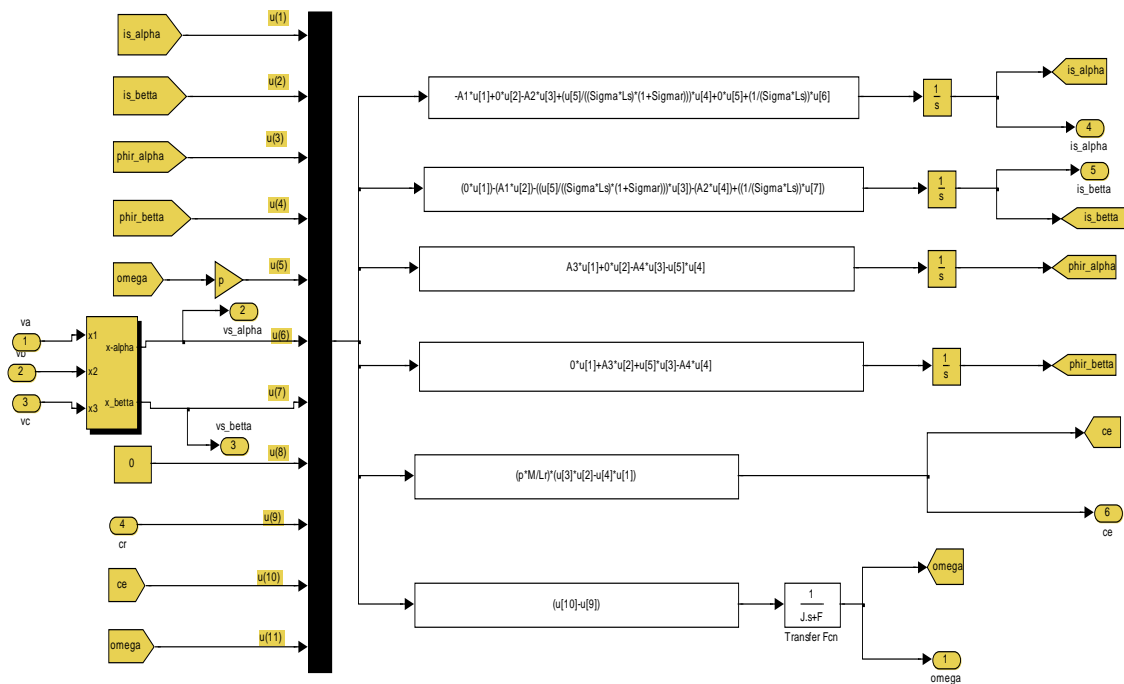 is_alpha
u(1)
is_betta
u(2)
phir_alpha
u(3)
phir_betta
u(4)
omega
p
u(5)
va
1
vb
2
3
vc
x1
x2
x3
x-alpha
x_betta
2
vs_alpha
u(6)
u(7)
vs_betta
3
0
u(8)
4
cr
u(9)
ce
u(10)
omega
u(11)
-A1*u[1]+0*u[2]-A2*u[3]+(u[5]/((Sigma*Ls)*(1+Sigmar)))*u[4]+0*u[5]+(1/(Sigma*Ls))*u[6]
1
s
is_alpha
4
is_alpha
(0*u[1])-(A1*u[2])-((u[5]/((Sigma*Ls)*(1+Sigmar)))*u[3])-(A2*u[4])+((1/(Sigma*Ls))*u[7])
1
s
5
is_betta
is_betta
A3*u[1]+0*u[2]-A4*u[3]-u[5]*u[4]
1
s
phir_alpha
0*u[1]+A3*u[2]+u[5]*u[3]-A4*u[4]
1
s
phir_betta
(p*M/Lr)*(u[3]*u[2]-u[4]*u[1])
ce
6
ce
(u[10]-u[9])
1
J.s+F
Transfer Fcn
omega
1
omega